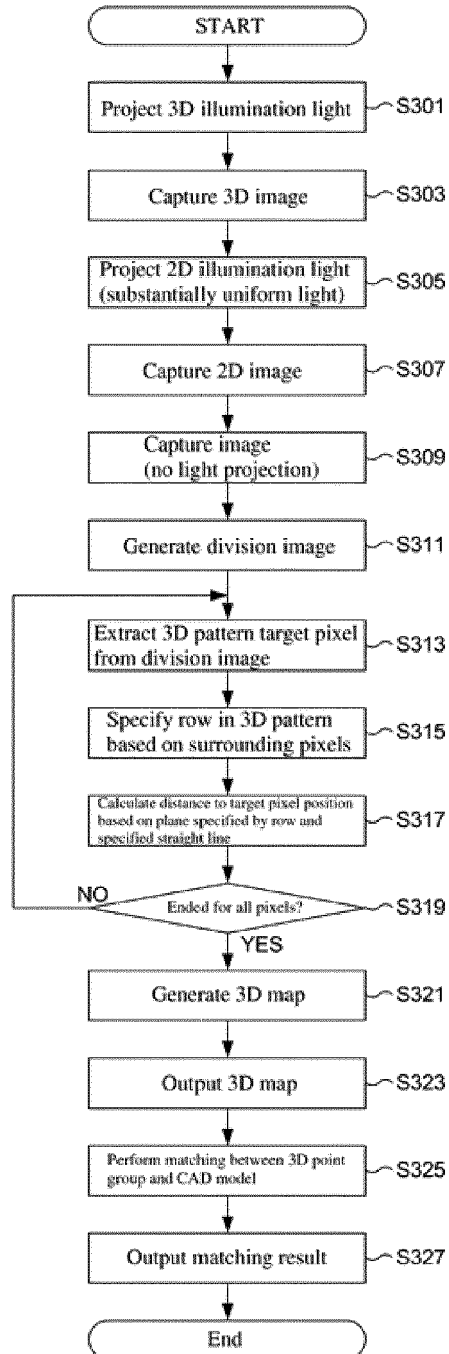 START
Project 3D illumination light
S301
Capture 3D image
S303
Project 2D illumination light
(substantially uniform light)
S305
Capture 2D image
S307
Capture image
(no light projection)
S309
Generate division image
S311
Extract 3D pattern target pixel
from division image
S313
Specify row in 3D pattern
based on surrounding pixels
S315
Calculate distance to target pixel position
based on plane specified by row and
specified straight line
S317
NO
Ended for all pixels?
S319
YES
Generate 3D map
S321
Output 3D map
S323
Perform matching between 3D point
group and CAD model
S325
Output matching result
S327
End